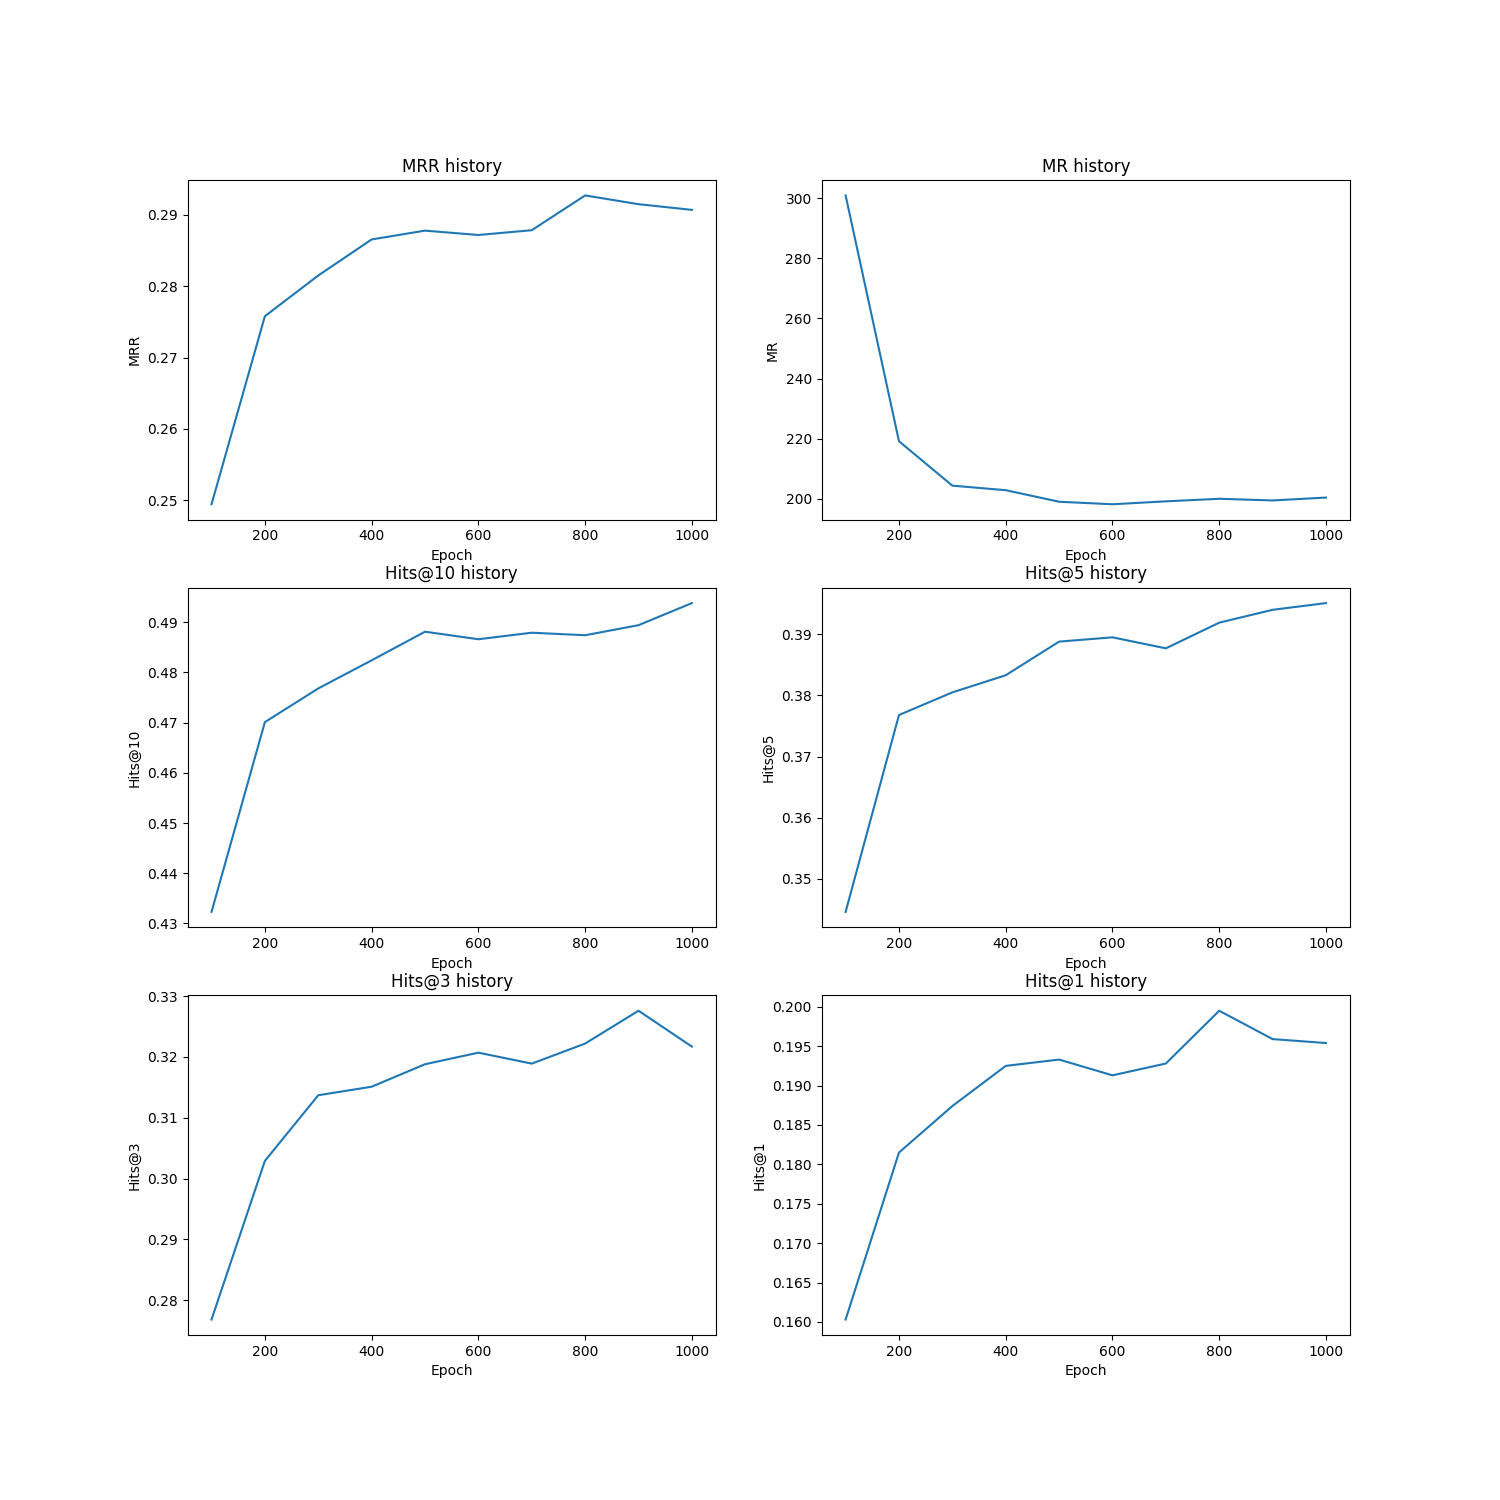 MRR history
MRR
0.29
0.28
0.27
0.26
0.25
200 400 600 800 1000
Epoch
MR history
MR
300
280
260
240
220
200
200 400 600 800 1000
Epoch
Hits@10 history
Hits@10
0.49
0.48
0.47
0.46
0.45
0.44
0.43
200 400 600 800 1000
Epoch
Hits@5 history
Hits@5
0.39
0.38
0.37
0.36
0.35
200 400 600 800 1000
Epoch
Hits@3 history
Hits@3
0.33
0.32
0.31
0.30
0.29
0.28
200 400 600 800 1000
Epoch
Hits@1 history
Hits@1
0.200
0.195
0.190
0.185
0.180
0.175
0.170
0.165
0.160
200 400 600 800 1000
Epoch